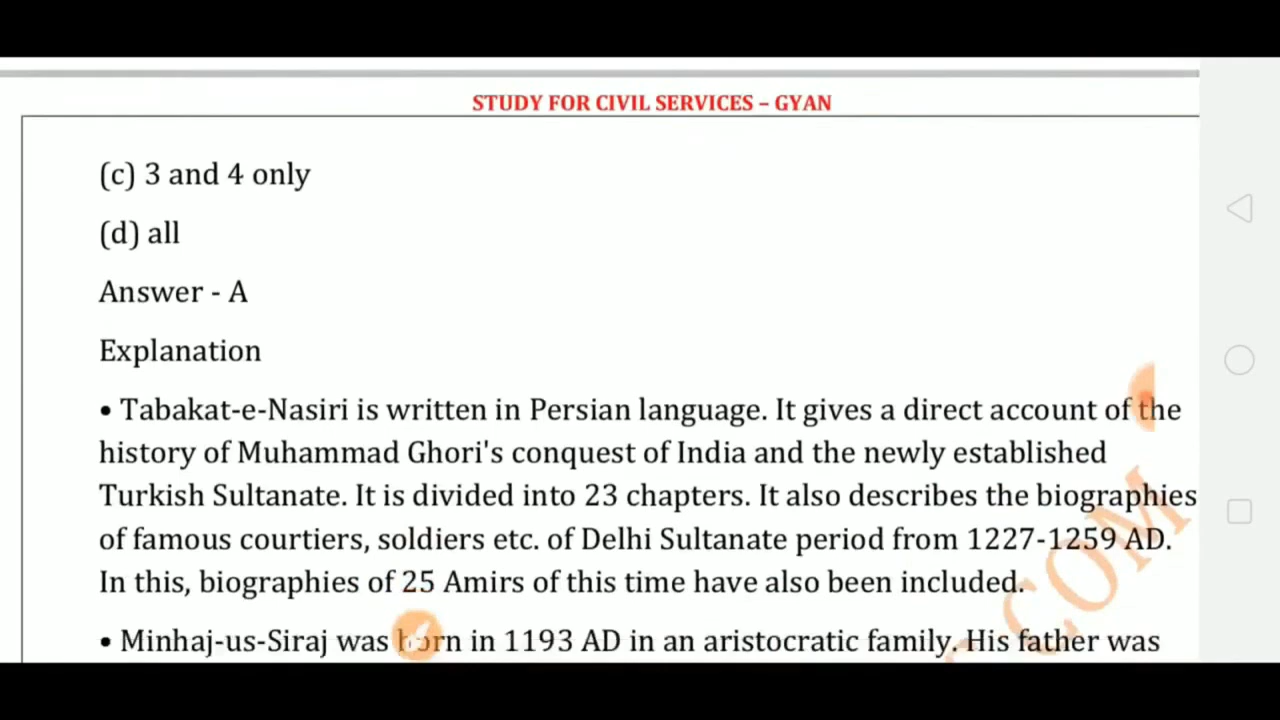 STUDY FOR CIVIL SERVICES – GYAN
(c) 3 and 4 only
(d) all
Answer - A
Explanation
• Tabakat-e-Nasiri is written in Persian language. It gives a direct account of the
history of Muhammad Ghori's conquest of India and the newly established
Turkish Sultanate. It is divided into 23 chapters. It also describes the biographies
of famous courtiers, soldiers etc. of Delhi Sultanate period from 1227-1259 AD.
In this, biographies of 25 Amirs of this time have also been included.
• Minhaj-us-Siraj was born in 1193 AD in an aristocratic family. His father was
COM